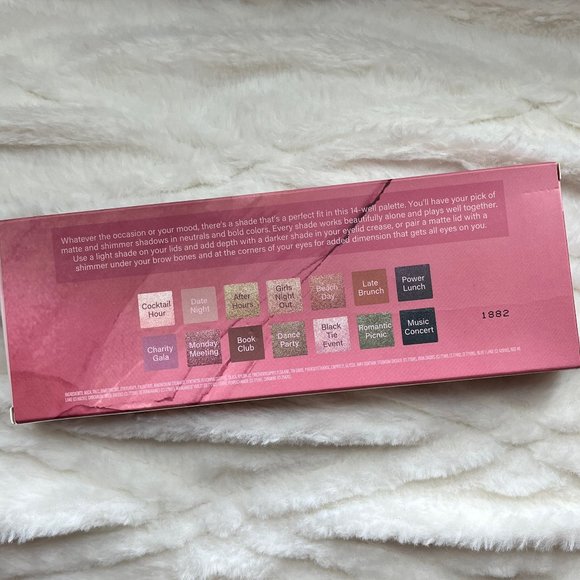 Whatever the occasion or your mood, there's a shade that's a perfect fit in this 14-well palette. You'll have your pick of
matte and shimmer shadows in neutrals and bold colors. Every shade works beautifully alone and plays well together.
Use a light shade on your lids and add depth with a darker shade in your eyelid crease, or pair a matte lid with a
shimmer under your brow bones and at the corners of your eyes for added dimension that gets all eyes on you.
Cocktail
Hour
Date
Night
After
Hours
Girls
Night
Out
Beach
Day
Late
Brunch
Power
Lunch
Charity
Gala
Monday
Meeting
Book
Club
Dance
Party
Black
Tie
Event
Romantic
Picnic
Music
Concert
1882
INGREDIENTS: MICA, TALC,